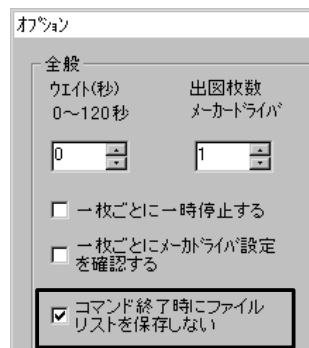 オプション
全般
ウエイト(秒)
0～120秒
出図枚数
メーカードライバ
0
1
一枚ごとに一時停止する
一枚ごとにメーカドライバ設定
を確認する
コマンド終了時にファイル
リストを保存しない